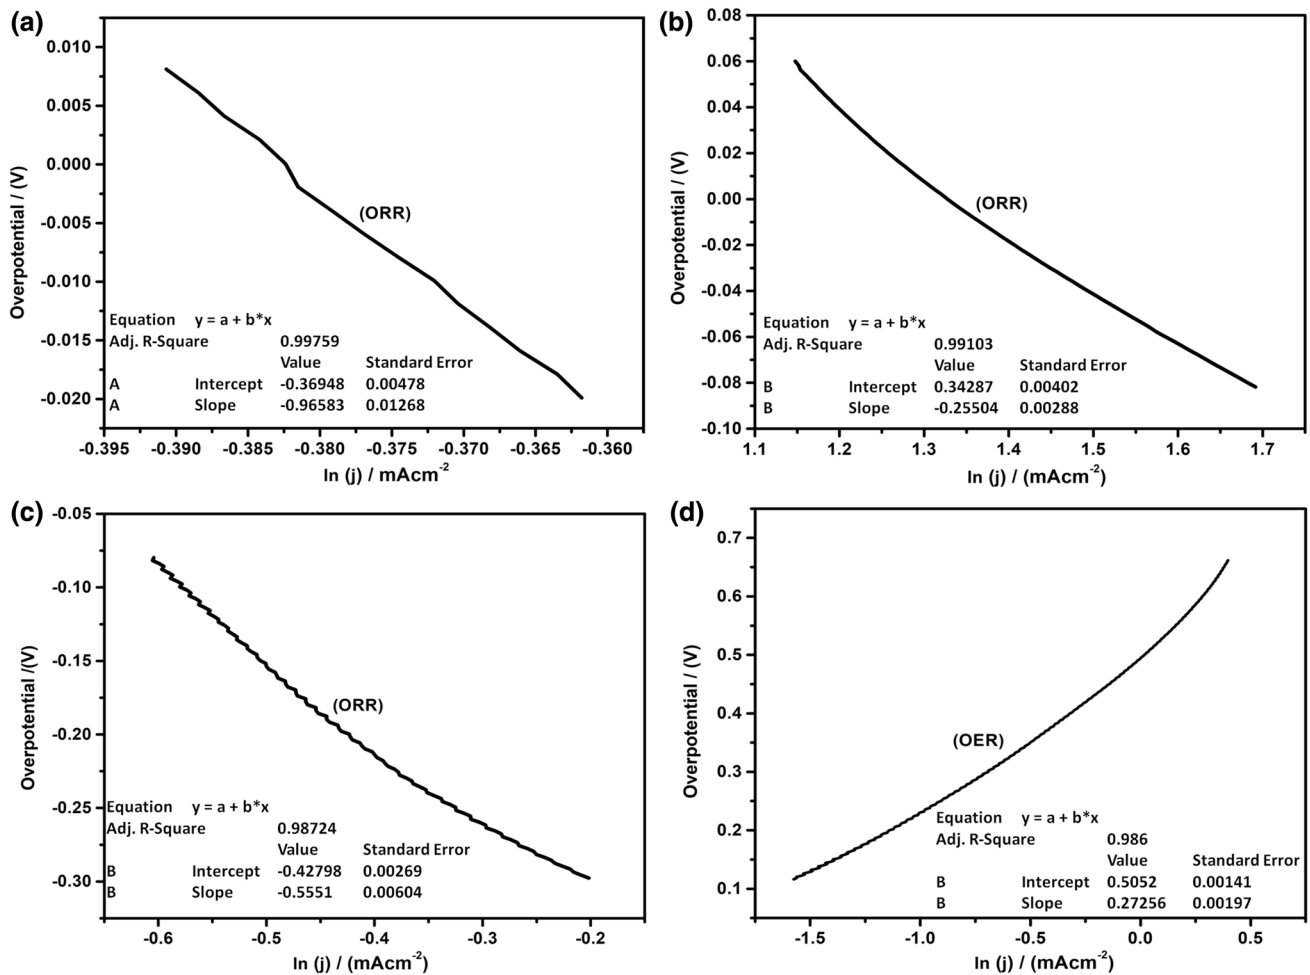 (a)
0.010
0.005
0.000
-0.005
-0.010
-0.015
-0.020
Overpotential / (V)
(ORR)
Equation y = a + b*x
Adj. R-Square 0.99759
Value Standard Error
A Intercept -0.36948 0.00478
A Slope -0.96583 0.01268
-0.395 -0.390 -0.385 -0.380 -0.375 -0.370 -0.365 -0.360
ln (j) / mAcm-2
(b)
0.08
0.06
0.04
0.02
0.00
-0.02
-0.04
-0.06
-0.08
-0.10
Overpotential / (V)
(ORR)
Equation y = a + b*x
Adj. R-Square 0.99103
Value Standard Error
B Intercept 0.34287 0.00402
B Slope -0.25504 0.00288
1.1 1.2 1.3 1.4 1.5 1.6 1.7
ln (j) / (mAcm-2)
(c)
-0.05
-0.10
-0.15
-0.20
-0.25
-0.30
Overpotential /(V)
(ORR)
Equation y = a + b*x
Adj. R-Square 0.98724
Value Standard Error
B Intercept -0.42798 0.00269
B Slope -0.5551 0.00604
-0.6 -0.5 -0.4 -0.3 -0.2
ln (j) / (mAcm-2)
(d)
0.7
0.6
0.5
0.4
0.3
0.2
0.1
Overpotential / (V)
(OER)
Equation y = a + b*x
Adj. R-Square 0.986
Value Standard Error
B Intercept 0.5052 0.00141
B Slope 0.27256 0.00197
-1.5 -1.0 -0.5 0.0 0.5
ln (j) / (mAcm-2)